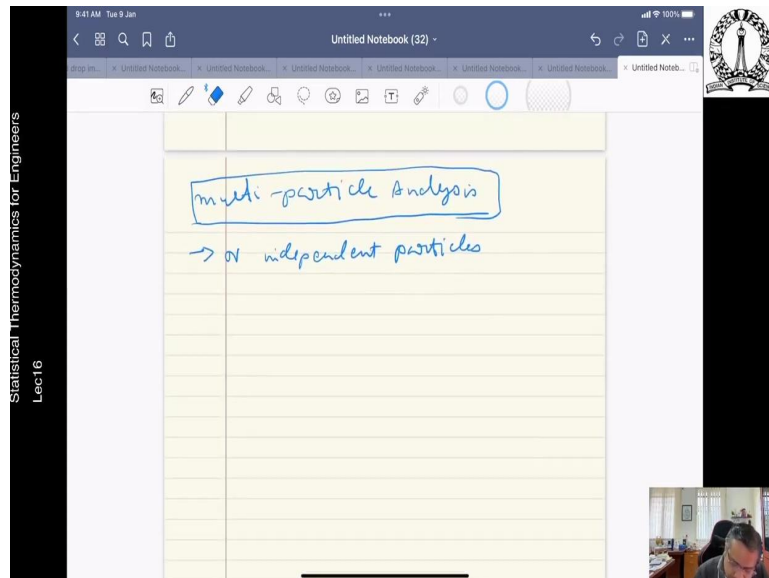 9:41 AM Tue 9 Jan
100%
Untitled Notebook (32)
drop im...
Untitled Notebook...
Untitled Notebook...
Untitled Notebook...
Untitled Notebook...
Untitled Notebook...
Untitled Notebook...
Untitled Noteb...
Multi-particle Analysis
→ N independent particles
Statistical Thermodynamics for Engineers
Lec16